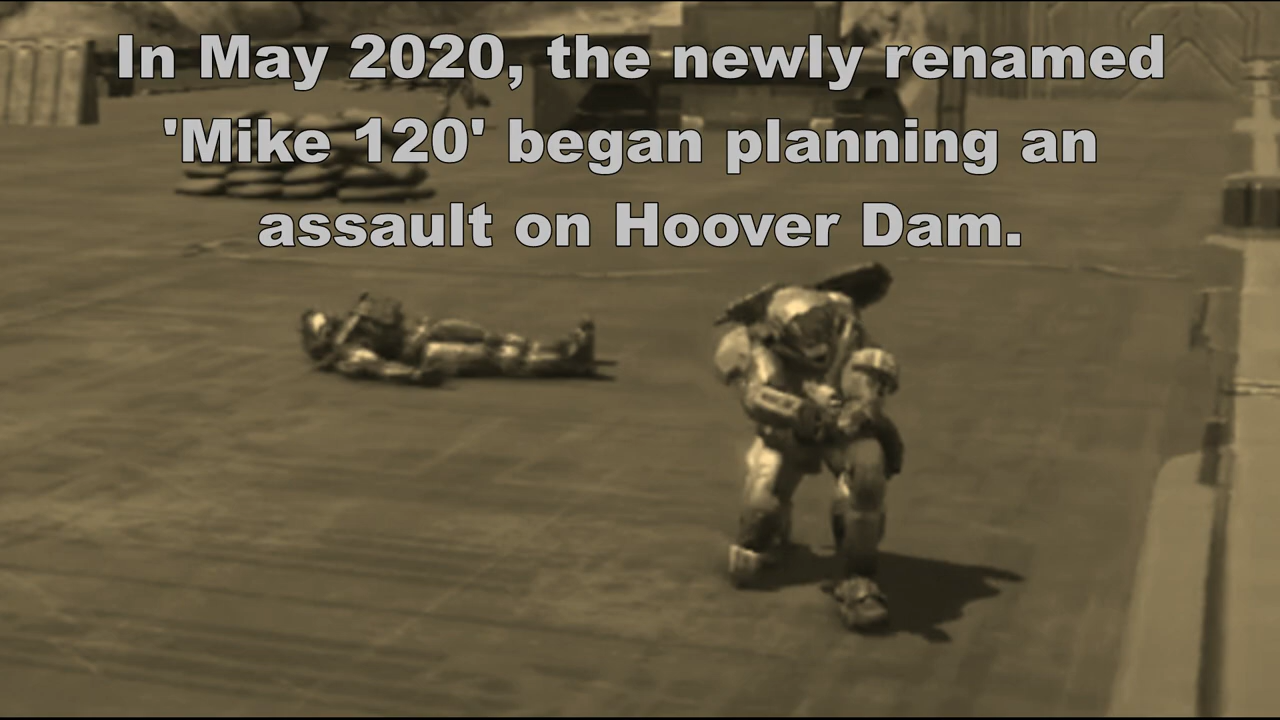 In May 2020, the newly renamed
'Mike 120' began planning an
assault on Hoover Dam.